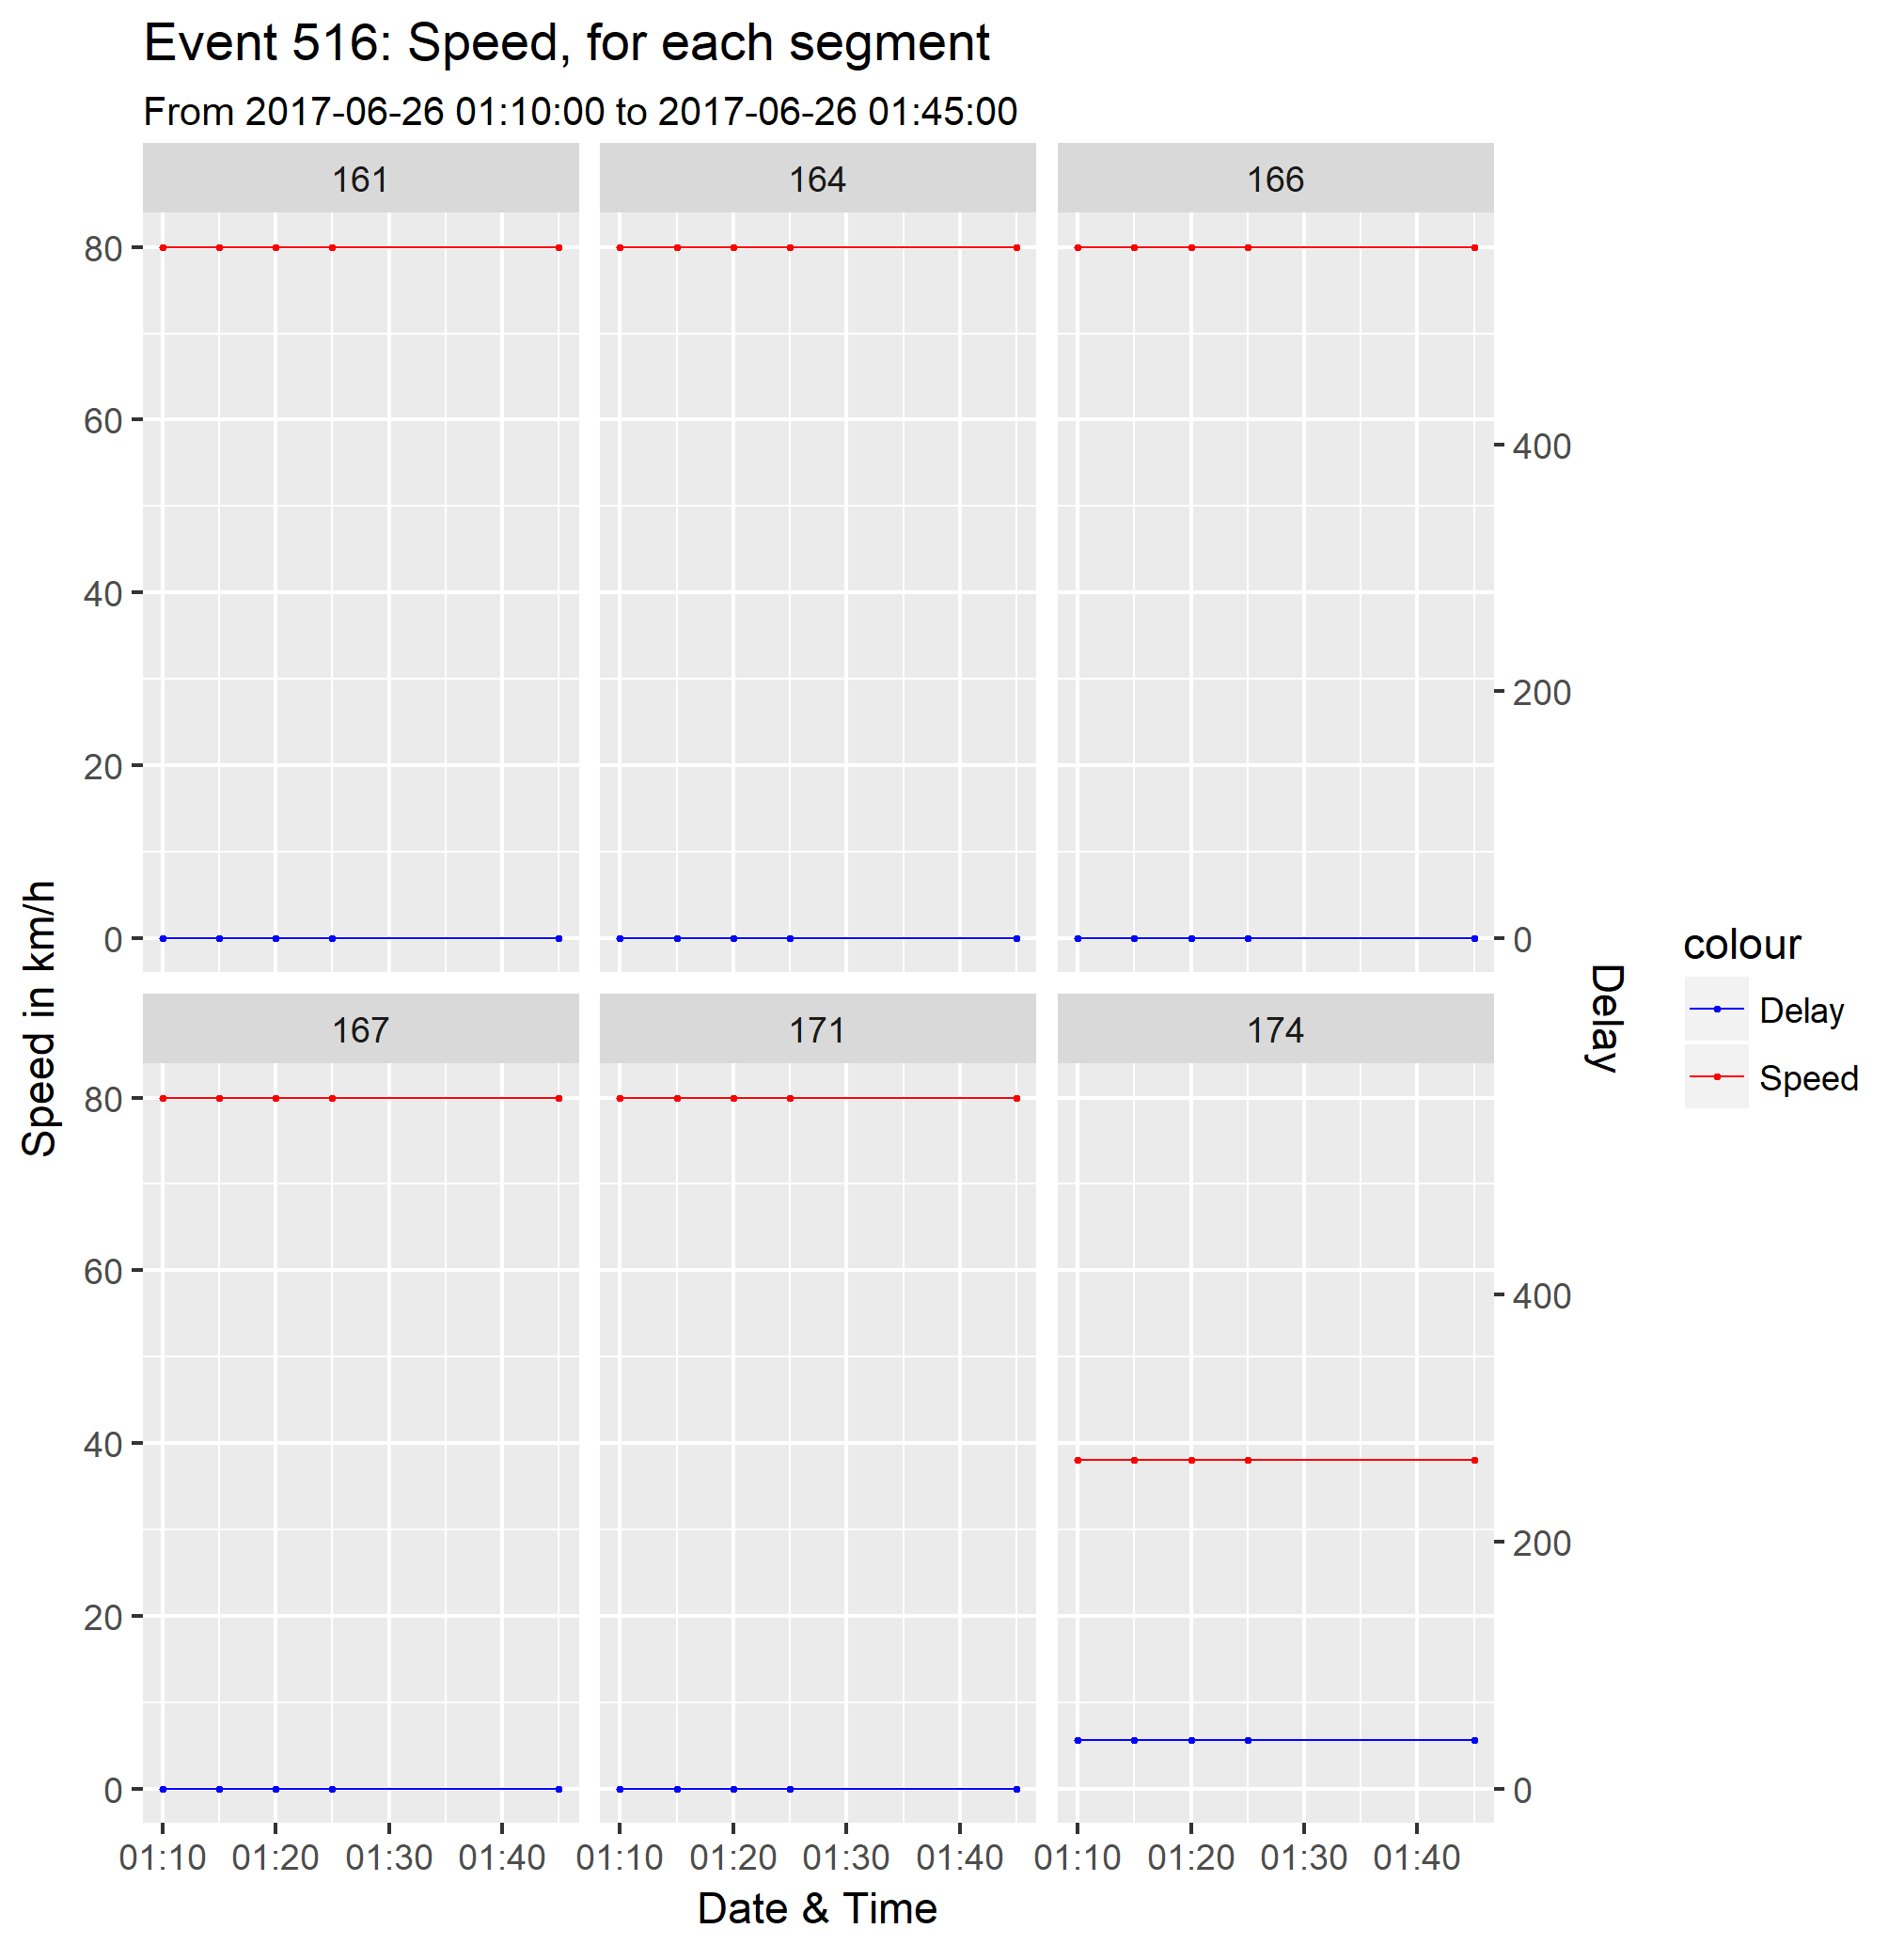 Event 516: Speed, for each segment
From 2017-06-26 01:10:00 to 2017-06-26 01:45:00
161 164 166
80
60
40
20
0
400
200
0
Speed in km/h
167 171 174
80
60
40
20
0
400
200
0
Delay
colour
Delay
Speed
01:10 01:20 01:30 01:40 01:10 01:20 01:30 01:40 01:10 01:20 01:30 01:40
Date & Time